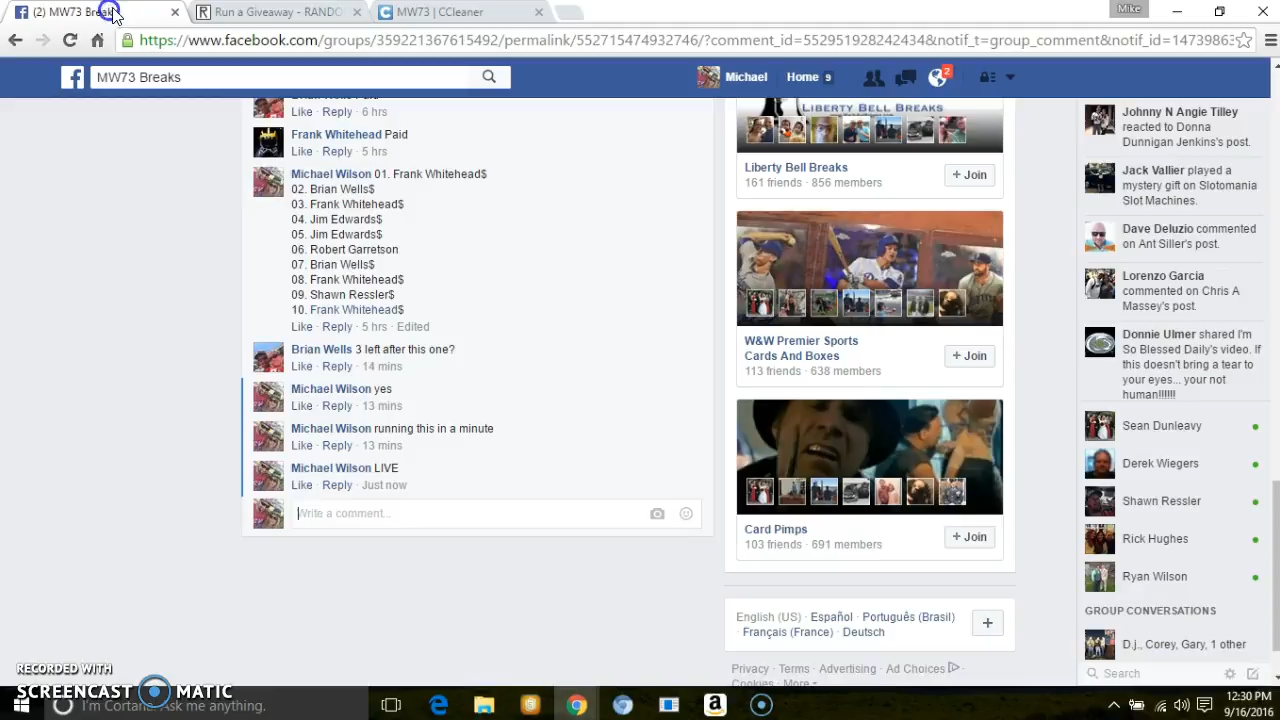 (2) MW73 Breaks
Run a Giveaway - RANDO
MW73 | CCleaner
Mike
https://www.facebook.com/groups/359221367615492/permalink/552715474932746/?comment_id=552951928242434&notif_t=group_comment&notif_id=14739863
MW73 Breaks
Michael
Home 9
2
LIBERTY BELL BREAKS
Like · Reply · 6 hrs
Frank Whitehead Paid
Like · Reply · 5 hrs
Michael Wilson 01. Frank Whitehead$
02. Brian Wells$
03. Frank Whitehead$
04. Jim Edwards$
05. Jim Edwards$
06. Robert Garretson
07. Brian Wells$
08. Frank Whitehead$
09. Shawn Ressler$
10. Frank Whitehead$
Like · Reply · 5 hrs · Edited
Brian Wells 3 left after this one?
Like · Reply · 14 mins
Michael Wilson yes
Like · Reply · 13 mins
Michael Wilson running this in a minute
Like · Reply · 13 mins
Michael Wilson LIVE
Like · Reply · Just now
Write a comment...
Liberty Bell Breaks
161 friends · 856 members
+ Join
W&W Premier Sports
Cards And Boxes
113 friends · 638 members
+ Join
Card Pimps
103 friends · 691 members
+ Join
English (US) · Español · Português (Brasil)
· Français (France) · Deutsch
+
Privacy · Terms · Advertising · Ad Choices ·
Cookies · More
Johnny N Angie Tilley
reacted to Donna
Dunnigan Jenkins's post.
Jack Vallier played a
mystery gift on Slotomania
Slot Machines.
Dave Deluzio commented
on Ant Siller's post.
Lorenzo Garcia
commented on Chris A
Massey's post.
Donnie Ulmer shared I'm
So Blessed Daily's video. If
this doesn't bring a tear to
your eyes... your not
human!!!!!!
Sean Dunleavy
Derek Wiegers
Shawn Ressler
Rick Hughes
Ryan Wilson
GROUP CONVERSATIONS
D.j., Corey, Gary, 1 other
Search
RECORDED WITH
SCREENCAST MATIC
I'm Cortana. Ask me anything.
12:30 PM
9/16/2016